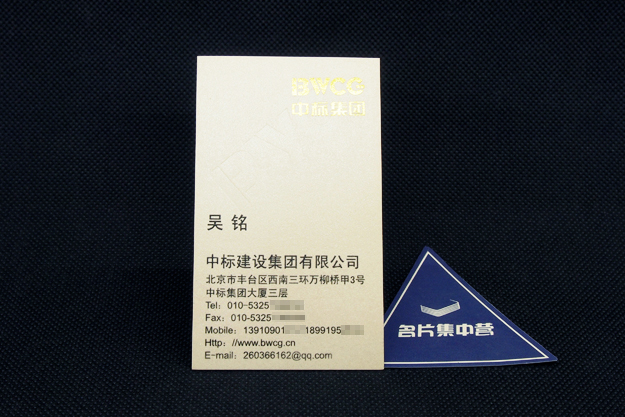 BWCG
中标集团
吴 铭
中标建设集团有限公司
北京市丰台区西南三环万柳桥甲3号
中标集团大厦三层
Tel: 010-5325
Fax: 010-5325
Mobile: 13910901 1899195
Http: //www.bwcg.cn
E-mail: 260366162@qq.com
名片集中营